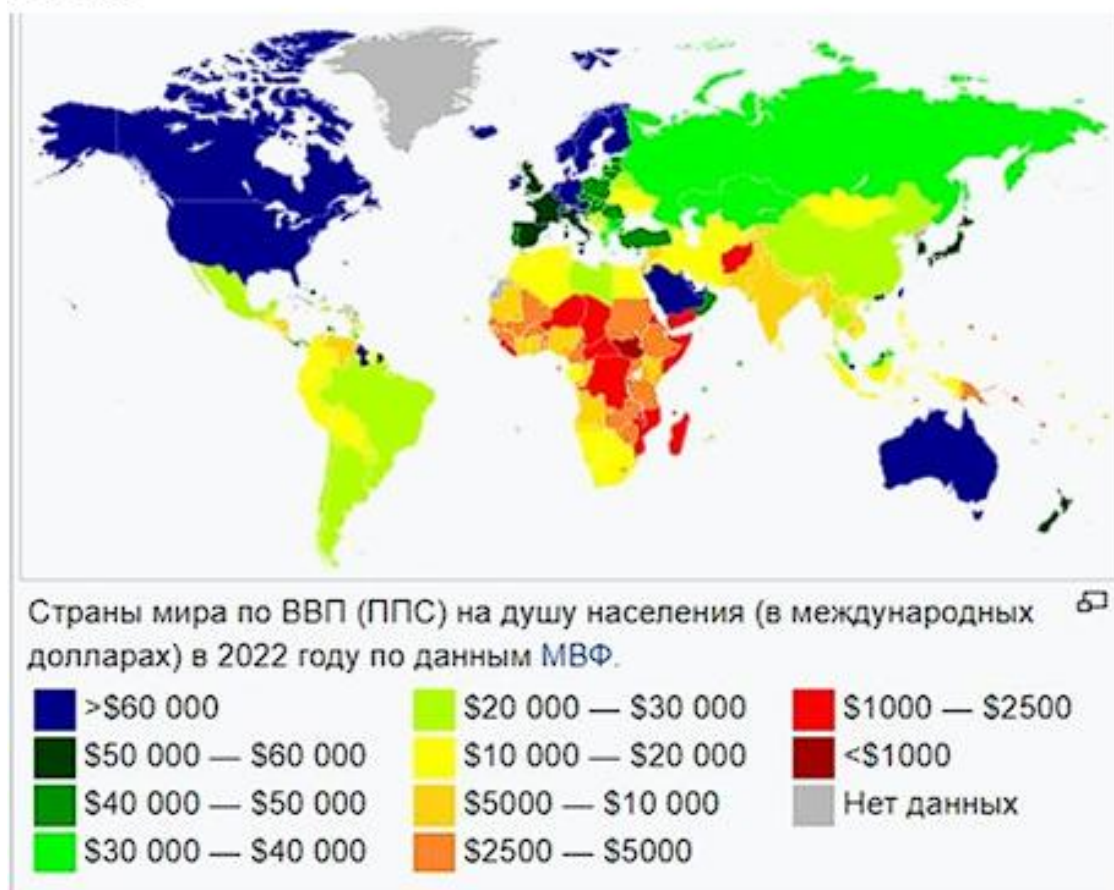 Страны мира по ВВП (ППС) на душу населения (в международных
долларах) в 2022 году по данным МВФ.
>$60 000
$50 000 — $60 000
$40 000 — $50 000
$30 000 — $40 000
$20 000 — $30 000
$10 000 — $20 000
$5000 — $10 000
$2500 — $5000
$1000 — $2500
<$1000
Нет данных